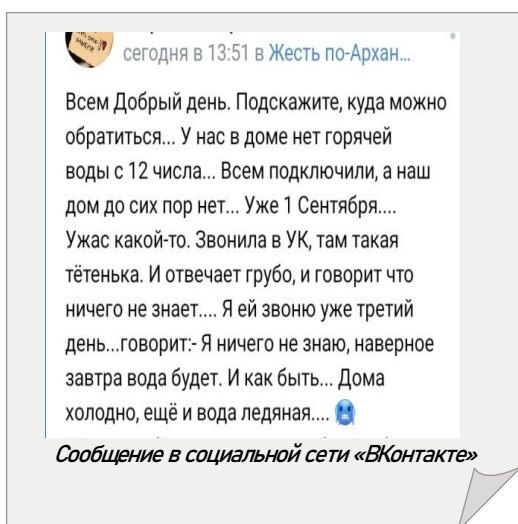 сегодня в 13:51 в Жесть по-Архан...
Всем Добрый день. Подскажите, куда можно
обратиться... У нас в доме нет горячей
воды с 12 числа... Всем подключили, а наш
дом до сих пор нет... Уже 1 Сентября....
Ужас какой-то. Звонила в УК, там такая
тётенька. И отвечает грубо, и говорит что
ничего не знает.... Я ей звоню уже третий
день...говорит:- Я ничего не знаю, наверное
завтра вода будет. И как быть... Дома
холодно, ещё и вода ледяная.... 🥶
Сообщение в социальной сети «ВКонтакте»